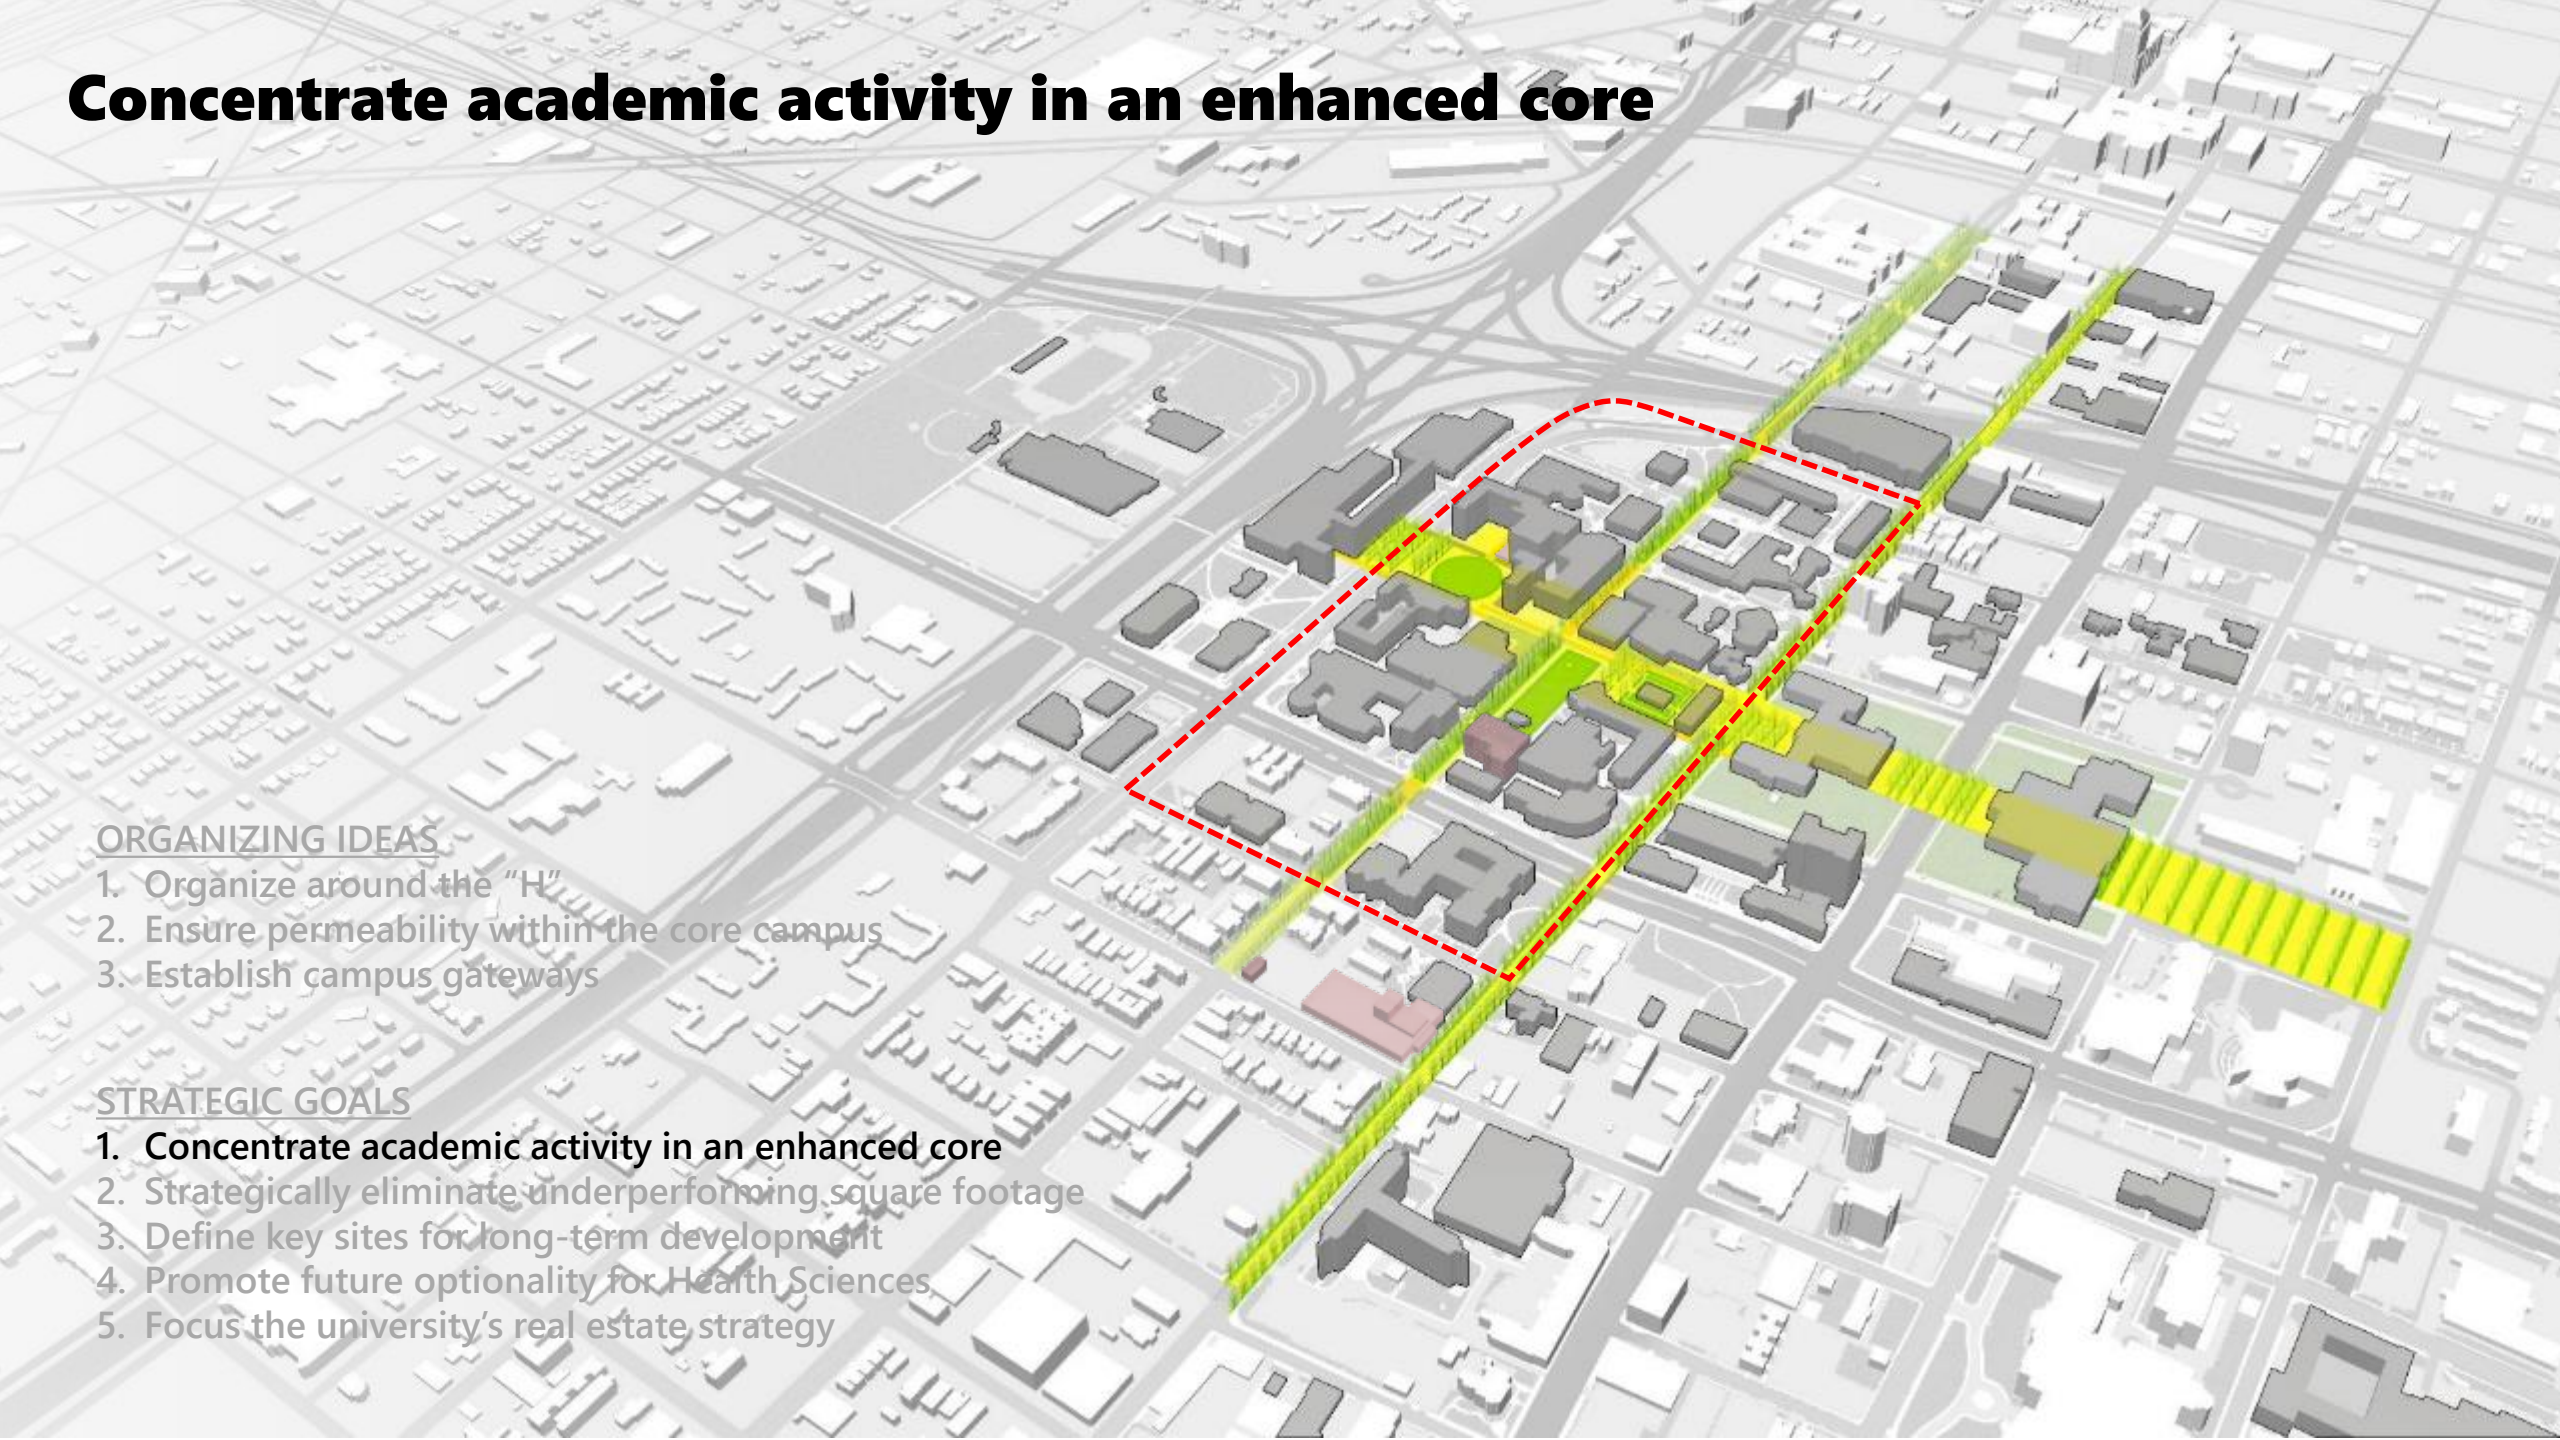 Concentrate academic activity in an enhanced core
ORGANIZING IDEAS
1. Organize around the “H”
2. Ensure permeability within the core campus
3. Establish campus gateways
STRATEGIC GOALS
1. Concentrate academic activity in an enhanced core
2. Strategically eliminate underperforming square footage
3. Define key sites for long-term development
4. Promote future optionality for Health Sciences
5. Focus the university’s real estate strategy